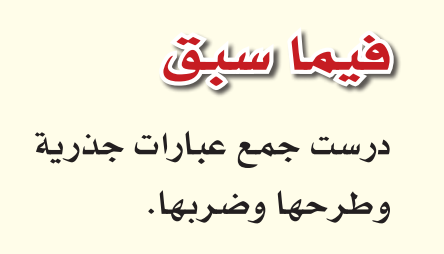 فيما سبق
درست جمع عبارات جذرية
وطرحها وضربها.